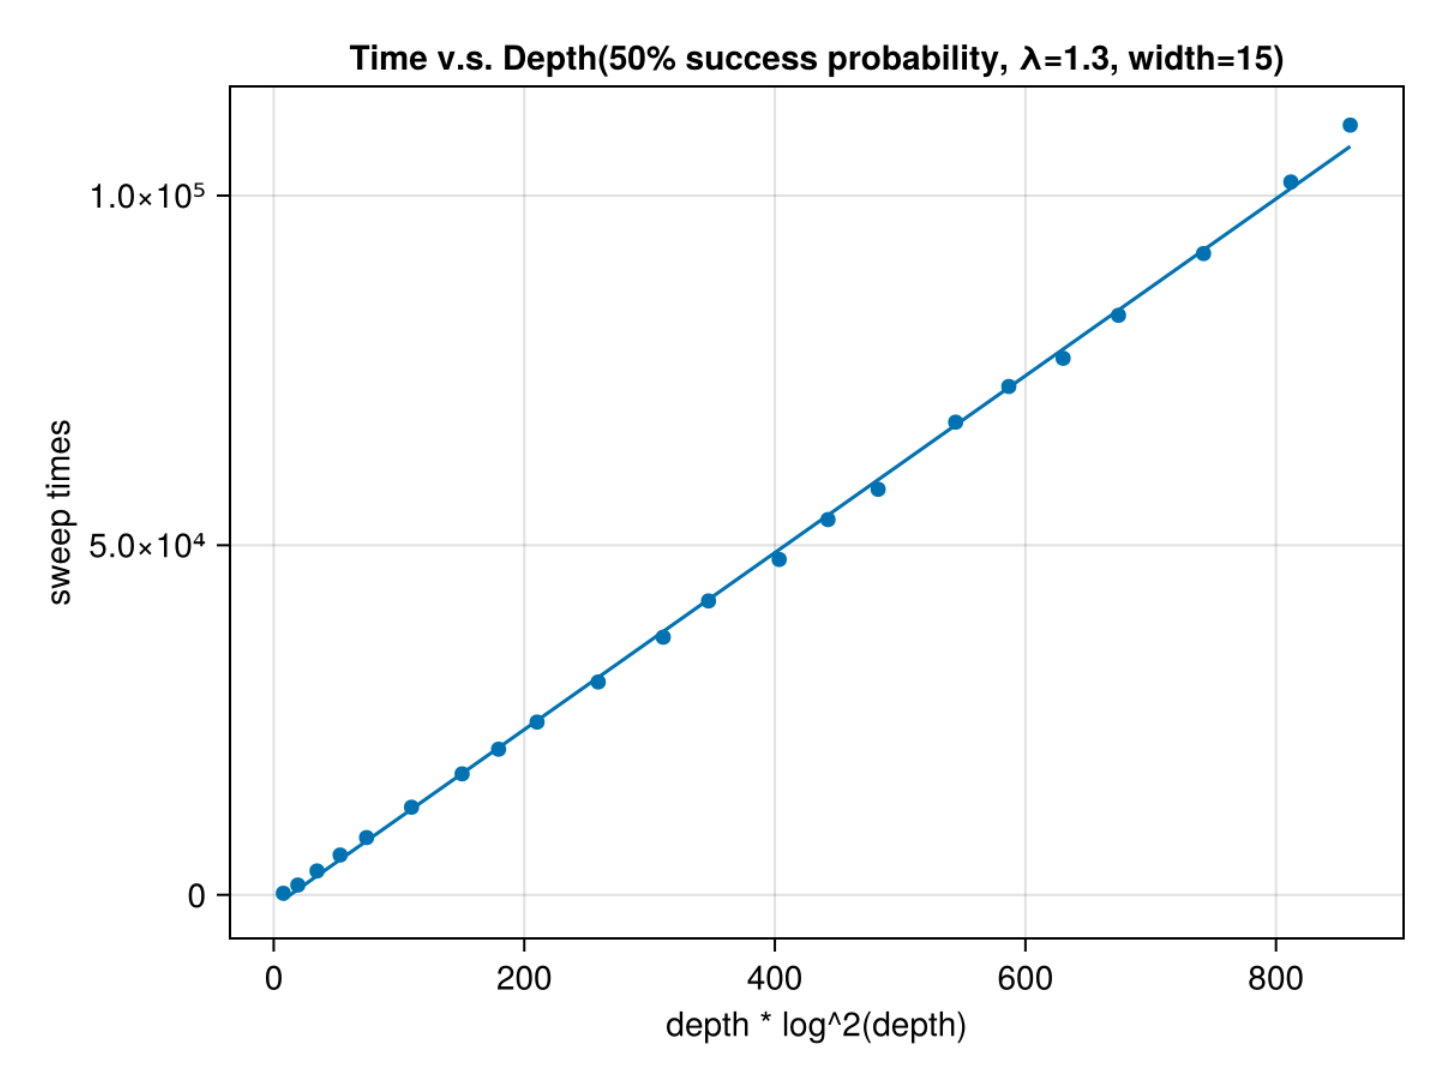 Time v.s. Depth(50% success probability, λ=1.3, width=15)
sweep times
1.0×10⁵
5.0×10⁴
0
0 200 400 600 800
depth * log^2(depth)